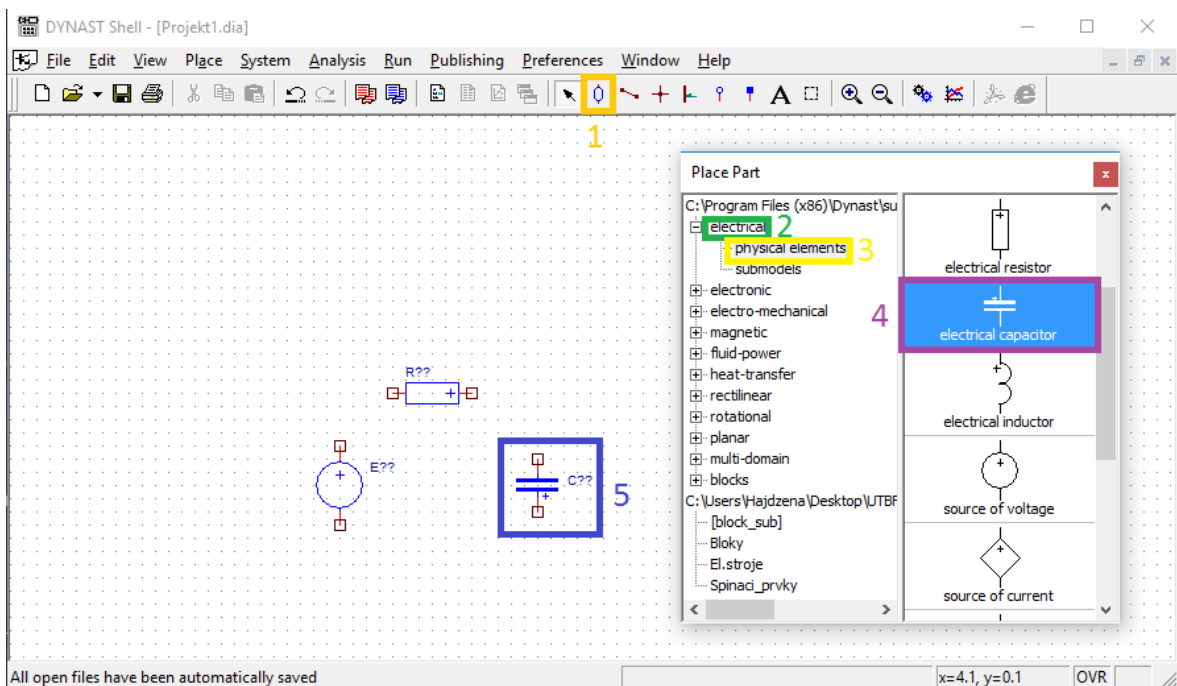 DYNAST Shell - [Projekt1.dia]
File Edit View Place System Analysis Run Publishing Preferences Window Help
A
1
Place Part
x
C:\Program Files (x86)\Dynast\su
electrical
2
physical elements
3
submodels
electronic
electro-mechanical
magnetic
fluid-power
heat-transfer
rectilinear
rotational
planar
multi-domain
blocks
C:\Users\Hajdzena\Desktop\UTBF
[block_sub]
Bloky
El.stroje
Spinaci_prvky
electrical resistor
4
electrical capacitor
electrical inductor
source of voltage
source of current
R??
E??
C??
5
All open files have been automatically saved
x=4.1, y=0.1
OVR